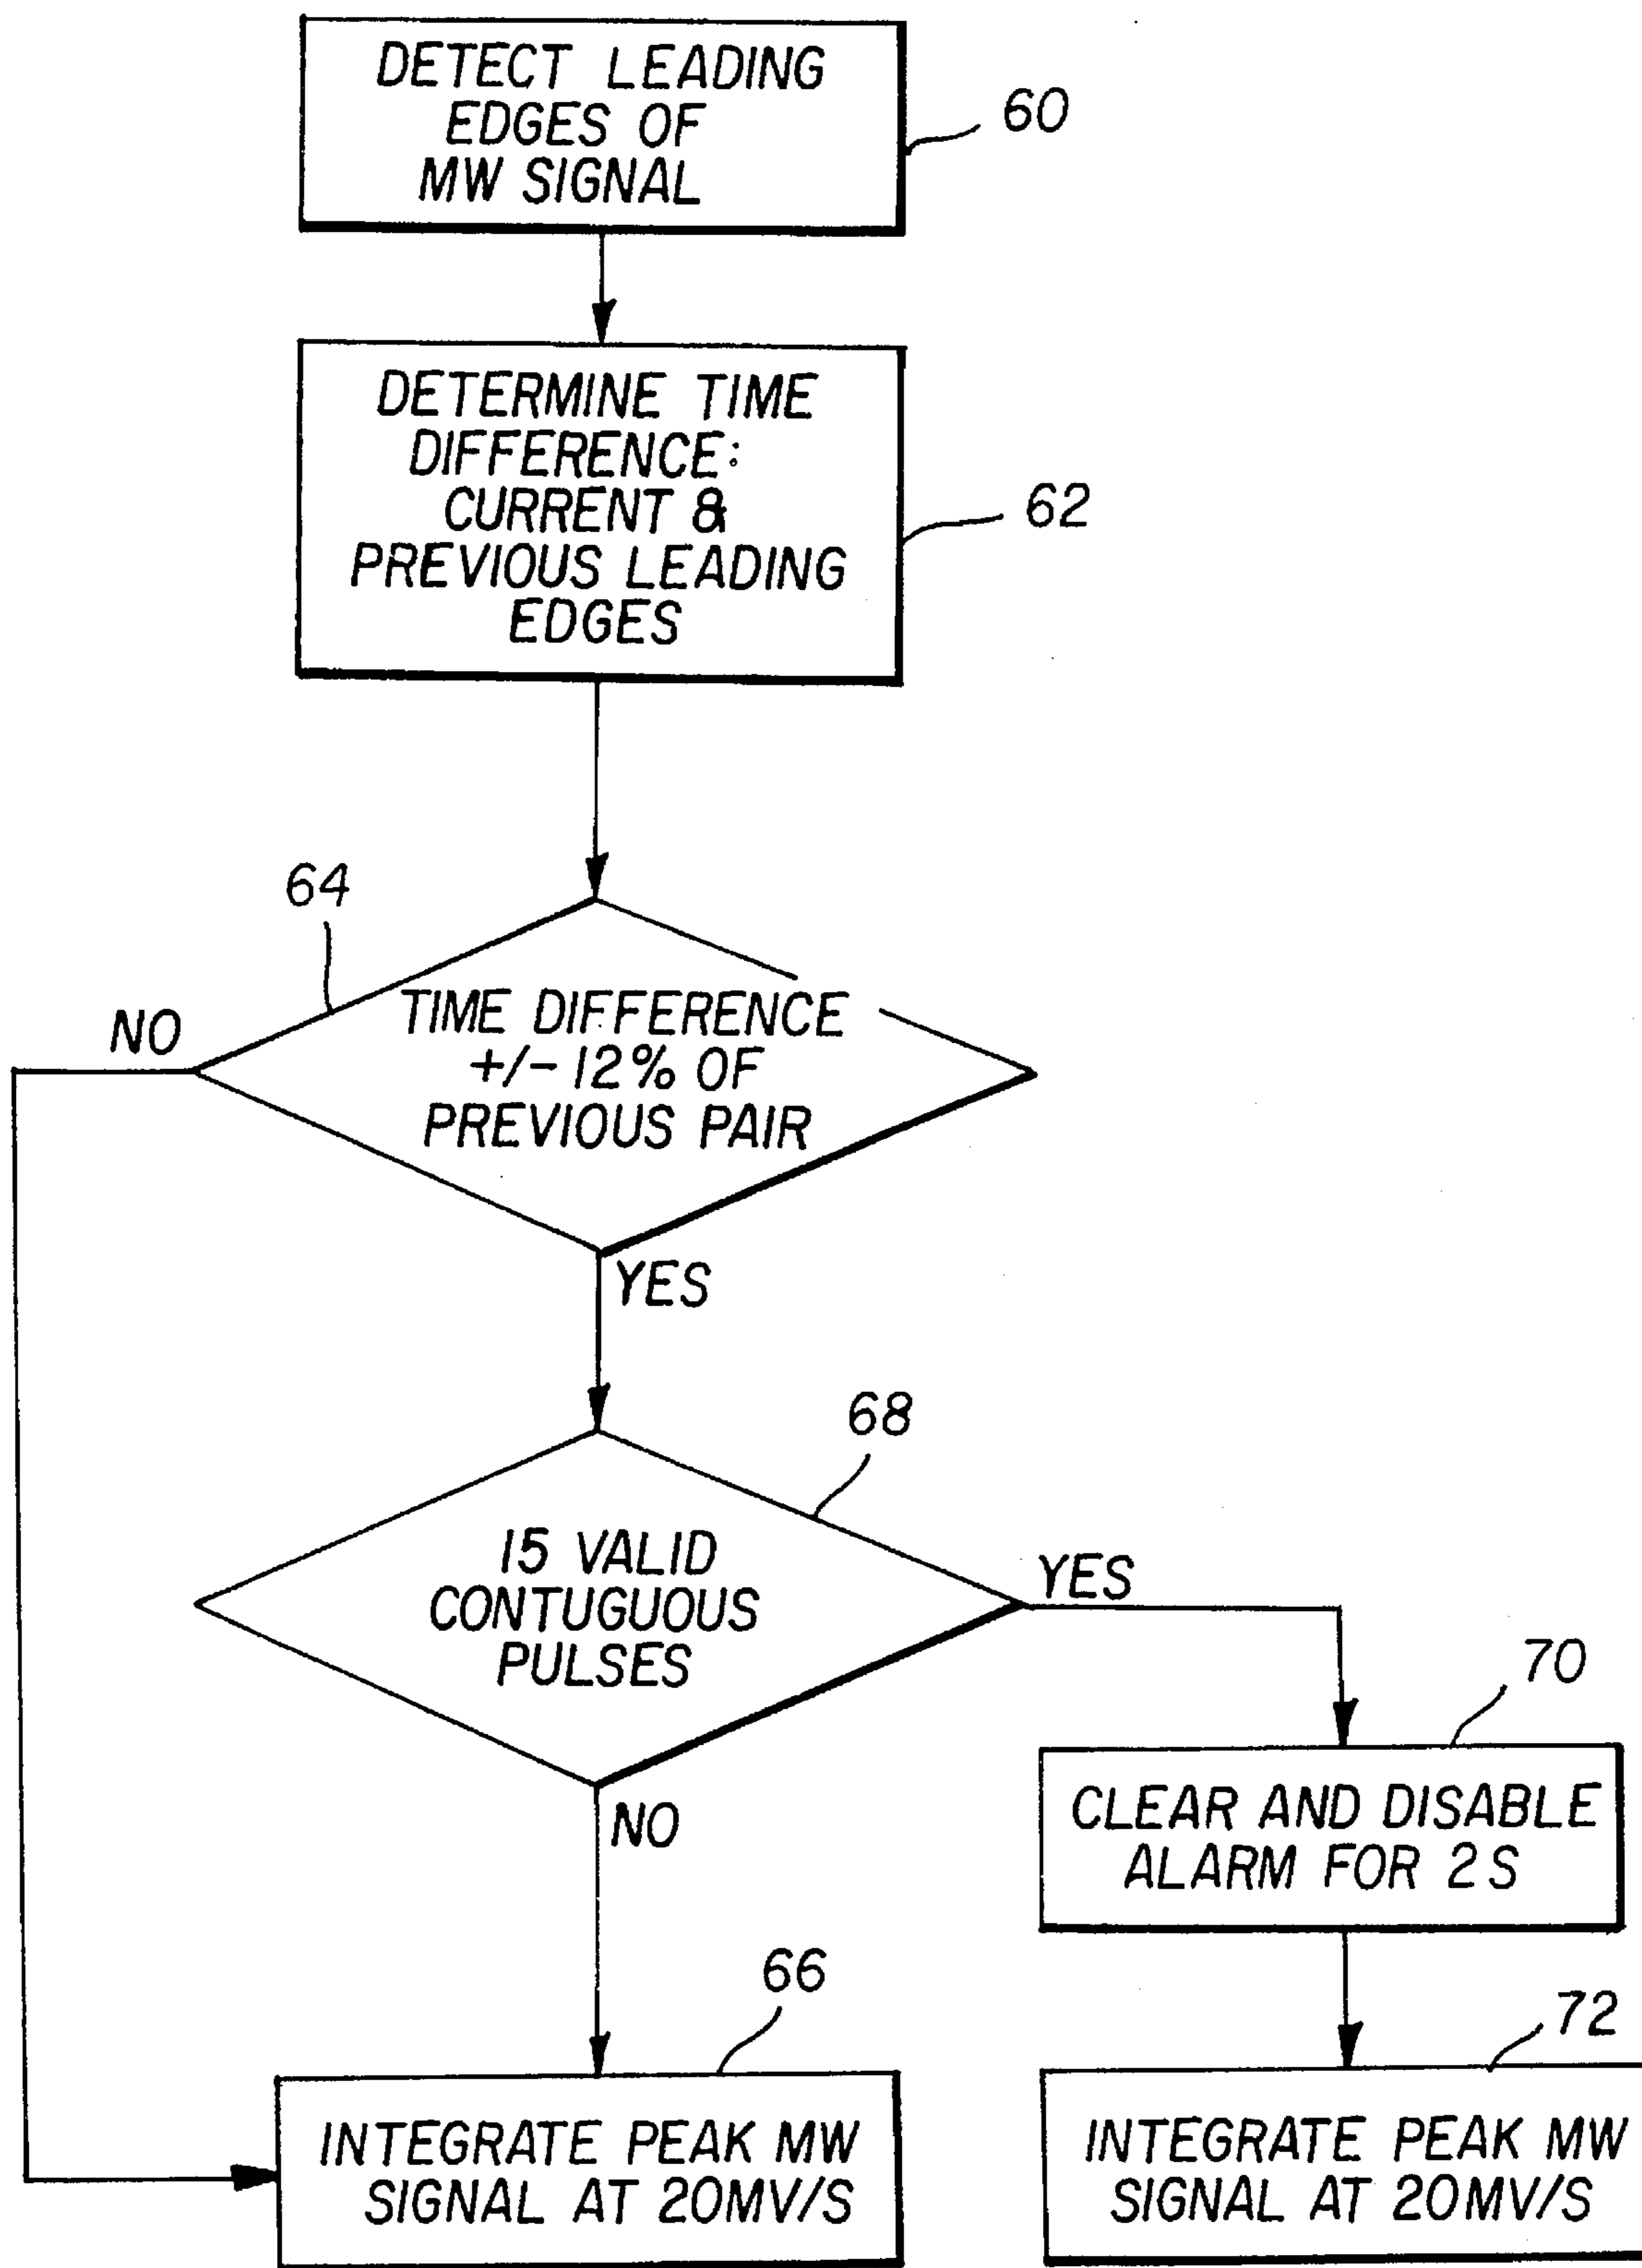 DETECT LEADING
EDGES OF
MW SIGNAL
60
DETERMINE TIME
DIFFERENCE:
CURRENT &
PREVIOUS LEADING
EDGES
62
64
NO
TIME DIFFERENCE
+/- 12% OF
PREVIOUS PAIR
YES
68
15 VALID
CONTUGUOUS
PULSES
YES
NO
70
CLEAR AND DISABLE
ALARM FOR 2S
66
INTEGRATE PEAK MW
SIGNAL AT 20MV/S
72
INTEGRATE PEAK MW
SIGNAL AT 20MV/S